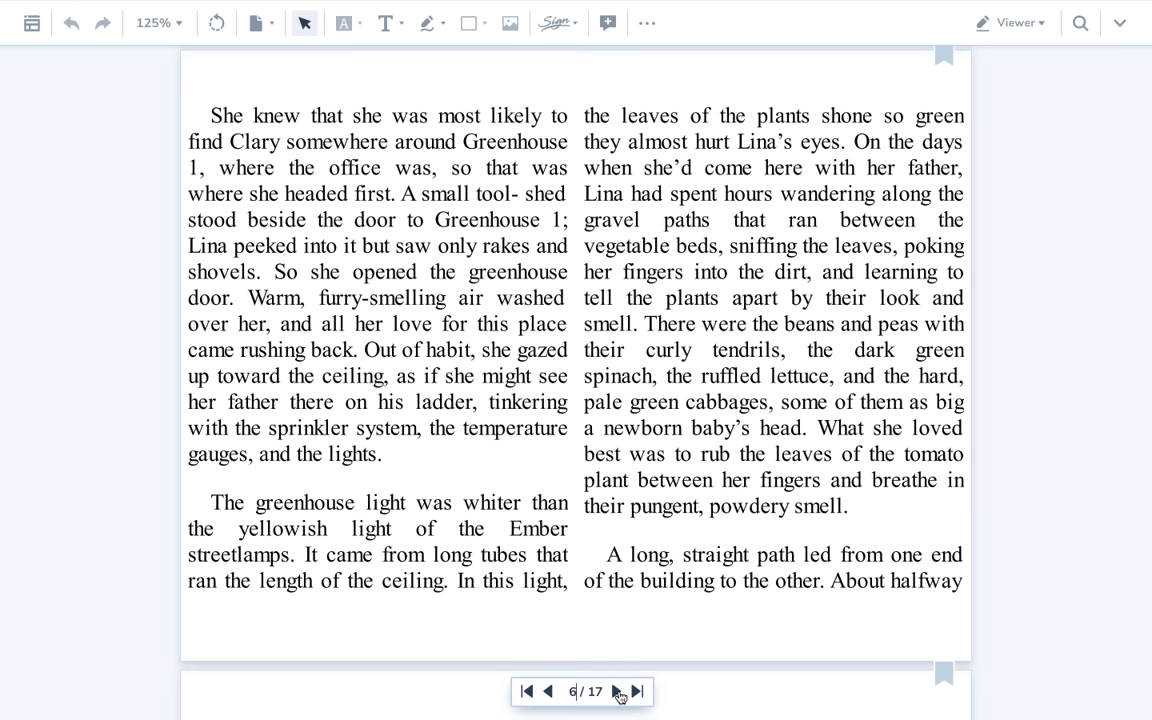 125%
A
T
Sign
Viewer
She knew that she was most likely to
find Clary somewhere around Greenhouse
1, where the office was, so that was
where she headed first. A small tool- shed
stood beside the door to Greenhouse 1;
Lina peeked into it but saw only rakes and
shovels. So she opened the greenhouse
door. Warm, furry-smelling air washed
over her, and all her love for this place
came rushing back. Out of habit, she gazed
up toward the ceiling, as if she might see
her father there on his ladder, tinkering
with the sprinkler system, the temperature
gauges, and the lights.
The greenhouse light was whiter than
the yellowish light of the Ember
streetlamps. It came from long tubes that
ran the length of the ceiling. In this light,
the leaves of the plants shone so green
they almost hurt Lina’s eyes. On the days
when she’d come here with her father,
Lina had spent hours wandering along the
gravel paths that ran between the
vegetable beds, sniffing the leaves, poking
her fingers into the dirt, and learning to
tell the plants apart by their look and
smell. There were the beans and peas with
their curly tendrils, the dark green
spinach, the ruffled lettuce, and the hard,
pale green cabbages, some of them as big
a newborn baby’s head. What she loved
best was to rub the leaves of the tomato
plant between her fingers and breathe in
their pungent, powdery smell.
A long, straight path led from one end
of the building to the other. About halfway
6/ 17